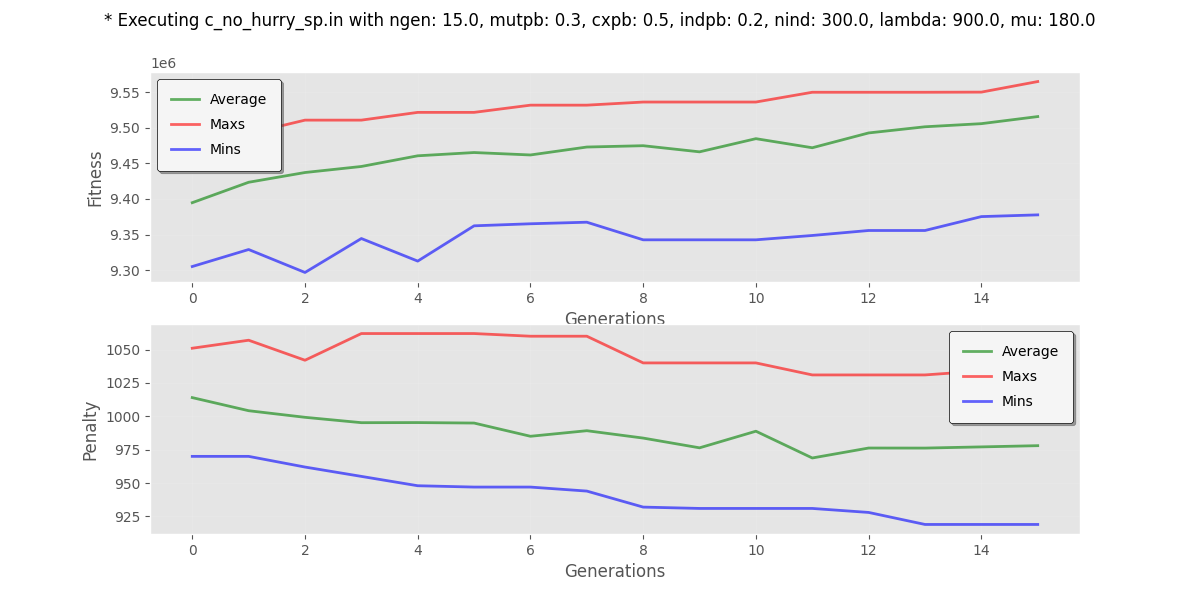 * Executing c_no_hurry_sp.in with ngen: 15.0, mutpb: 0.3, cxpb: 0.5, indpb: 0.2, nind: 300.0, lambda: 900.0, mu: 180.0
1e6
9.55
9.50
9.45
9.40
9.35
9.30
Fitness
Average
Maxs
Mins
0 2 4 6 8 10 12 14
Generations
1050
1025
1000
975
950
925
Penalty
Average
Maxs
Mins
0 2 4 6 8 10 12 14
Generations